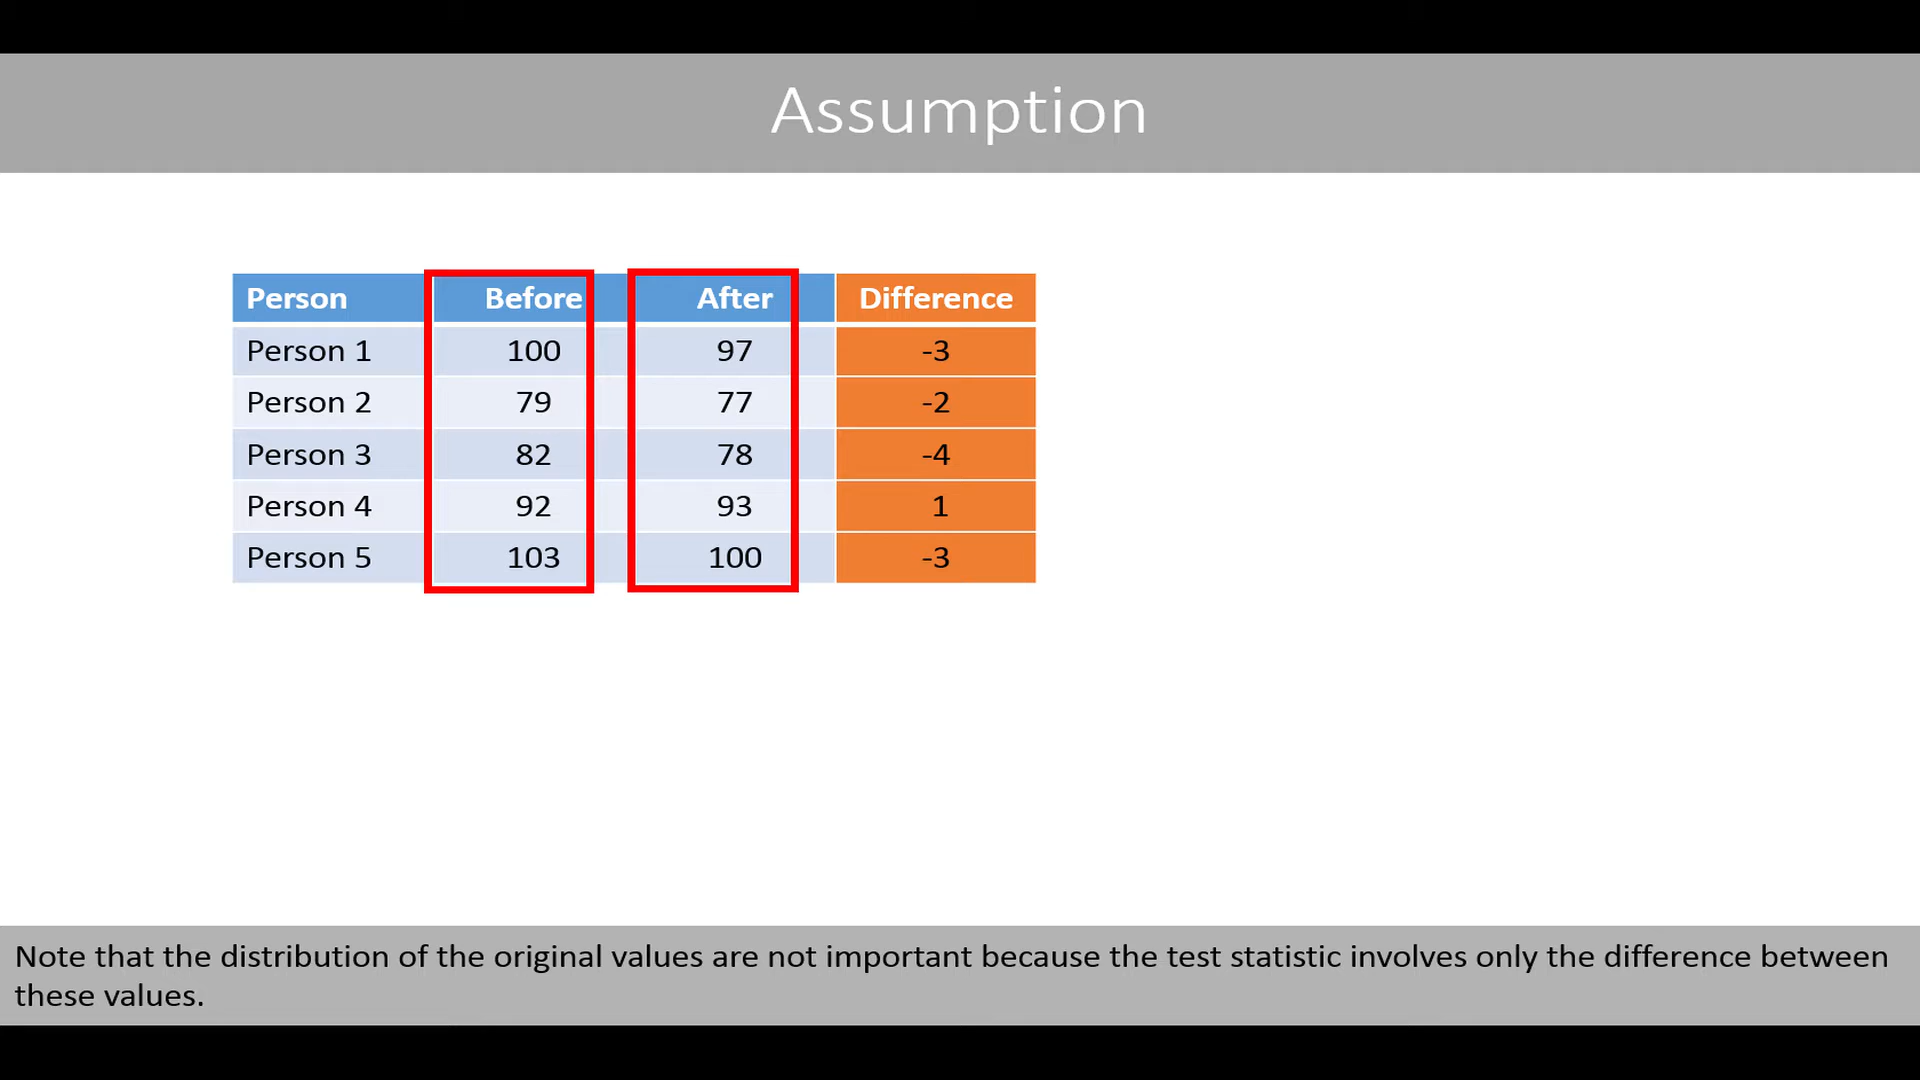 Assumption
Person Before After Difference
Person 1 100 97 -3
Person 2 79 77 -2
Person 3 82 78 -4
Person 4 92 93 1
Person 5 103 100 -3
Note that the distribution of the original values are not important because the test statistic involves only the difference between
these values.